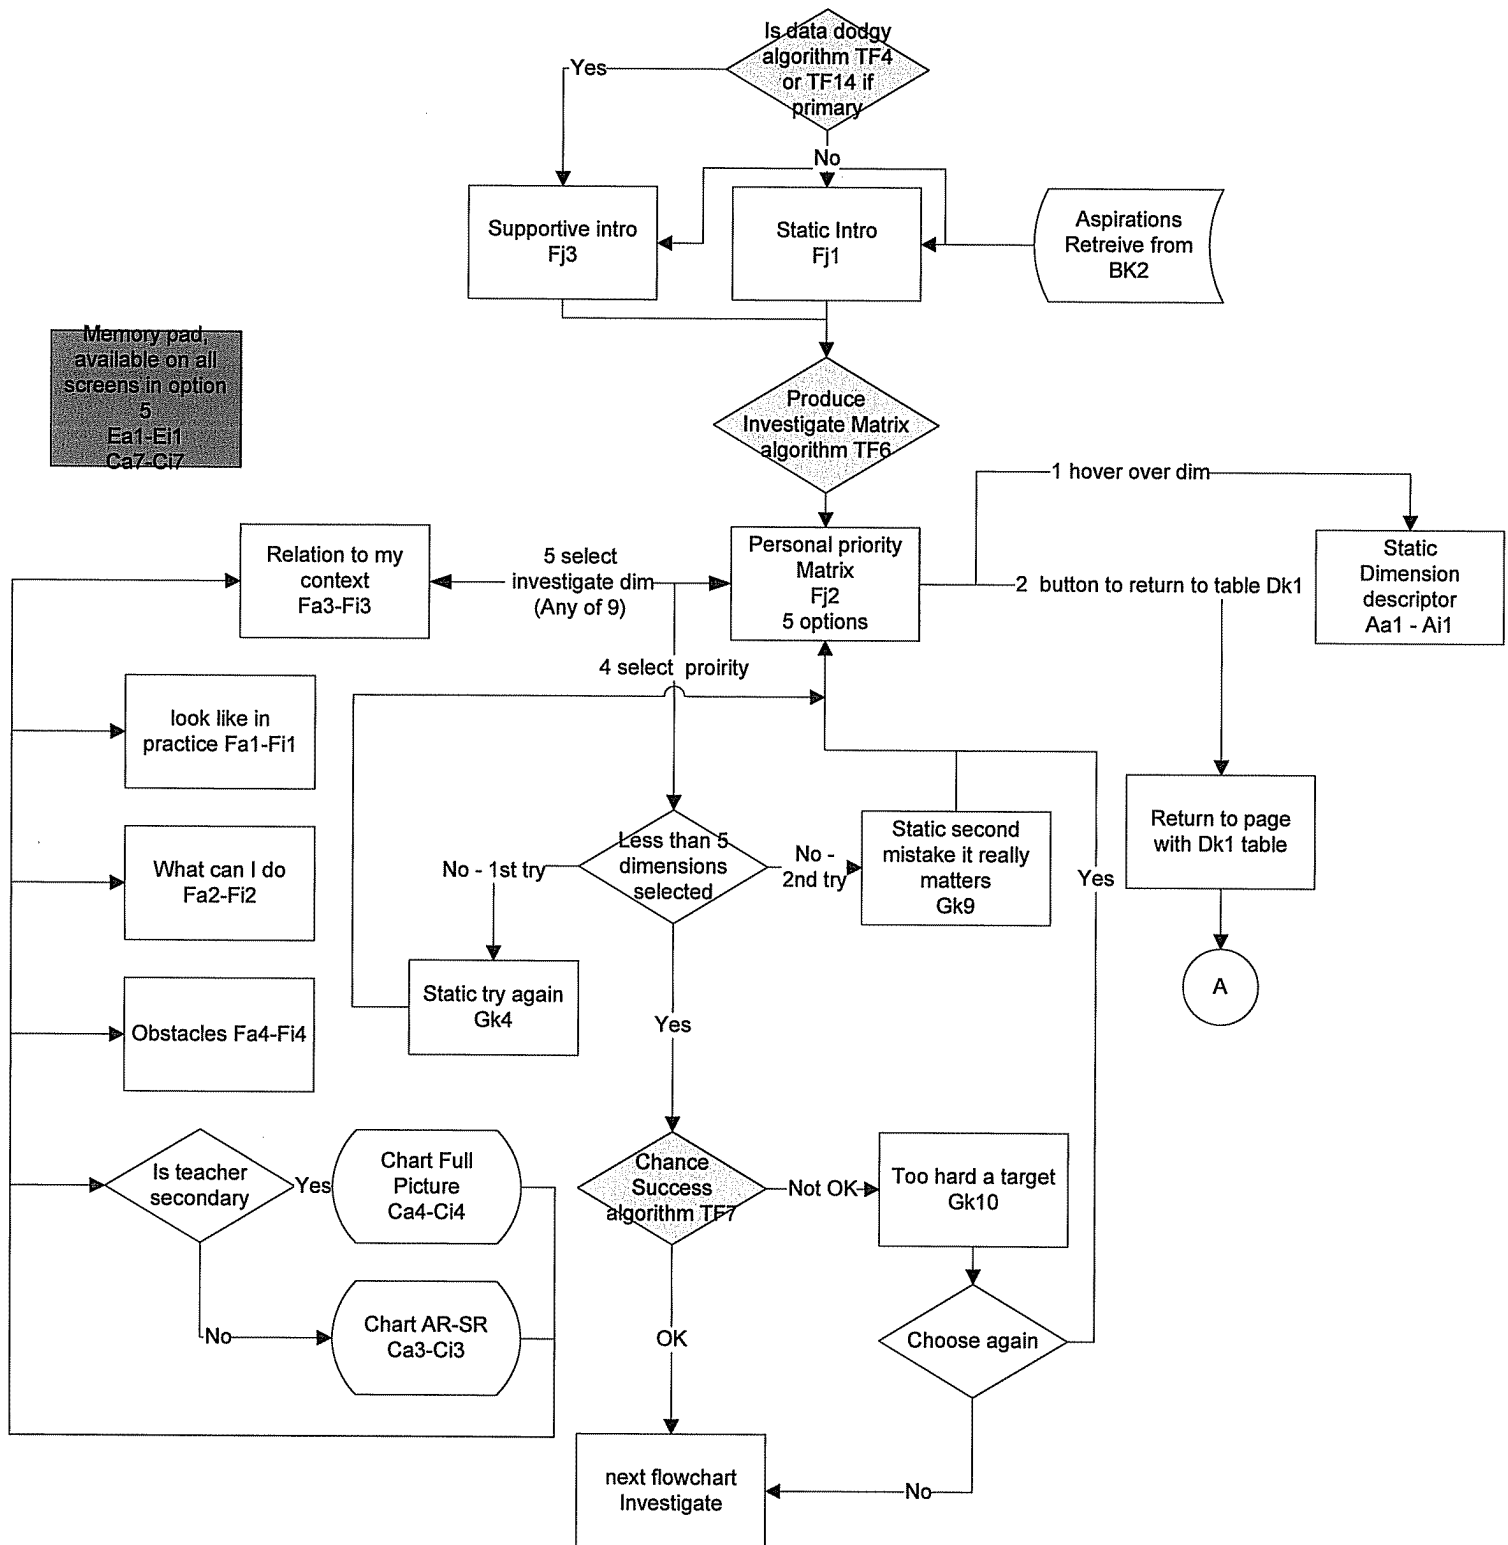 Is data dodgy
algorithm TF4
or TF14 if
primary
Yes
No
Supportive intro
Fj3
Static Intro
Fj1
Aspirations
Retreive from
BK2
Memory pad,
available on all
screens in option
5
Ea1-Ei1
Ca7-Ci7
Produce
Investigate Matrix
algorithm TF6
1 hover over dim
Relation to my
context
Fa3-Fi3
5 select
investigate dim
(Any of 9)
Personal priority
Matrix
Fj2
5 options
2 button to return to table Dk1
Static
Dimension
descriptor
Aa1 - Ai1
4 select proirity
look like in
practice Fa1-Fi1
What can I do
Fa2-Fi2
No - 1st try
Less than 5
dimensions
selected
No -
2nd try
Static second
mistake it really
matters
Gk9
Yes
Return to page
with Dk1 table
Obstacles Fa4-Fi4
Static try again
Gk4
Yes
A
Is teacher
secondary
Yes
Chart Full
Picture
Ca4-Ci4
Chance
Success
algorithm TF7
Not OK
Too hard a target
Gk10
No
Chart AR-SR
Ca3-Ci3
OK
Choose again
next flowchart
Investigate
No